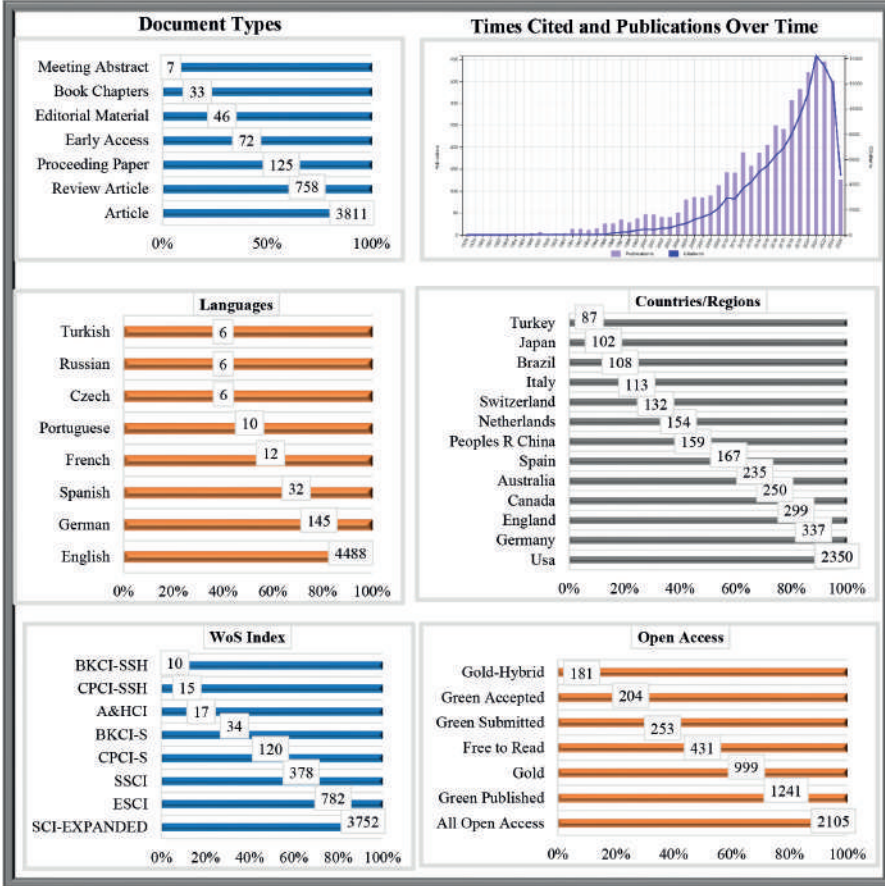 Document Types
Meeting Abstract 7
Book Chapters 33
Editorial Material 46
Early Access 72
Proceeding Paper 125
Review Article 758
Article 3811
0% 50% 100%
Times Cited and Publications Over Time
Publications Citations
Languages
Turkish 6
Russian 6
Czech 6
Portuguese 10
French 12
Spanish 32
German 145
English 4488
0% 20% 40% 60% 80% 100%
Countries/Regions
Turkey 87
Japan 102
Brazil 108
Italy 113
Switzerland 132
Netherlands 154
Peoples R China 159
Spain 167
Australia 235
Canada 250
England 299
Germany 337
Usa 2350
0% 20% 40% 60% 80% 100%
WoS Index
BKCI-SSH 10
CPCI-SSH 15
A&HCI 17
BKCI-S 34
CPCI-S 120
SSCI 378
ESCI 782
SCI-EXPANDED 3752
0% 20% 40% 60% 80% 100%
Open Access
Gold-Hybrid 181
Green Accepted 204
Green Submitted 253
Free to Read 431
Gold 999
Green Published 1241
All Open Access 2105
0% 20% 40% 60% 80% 100%